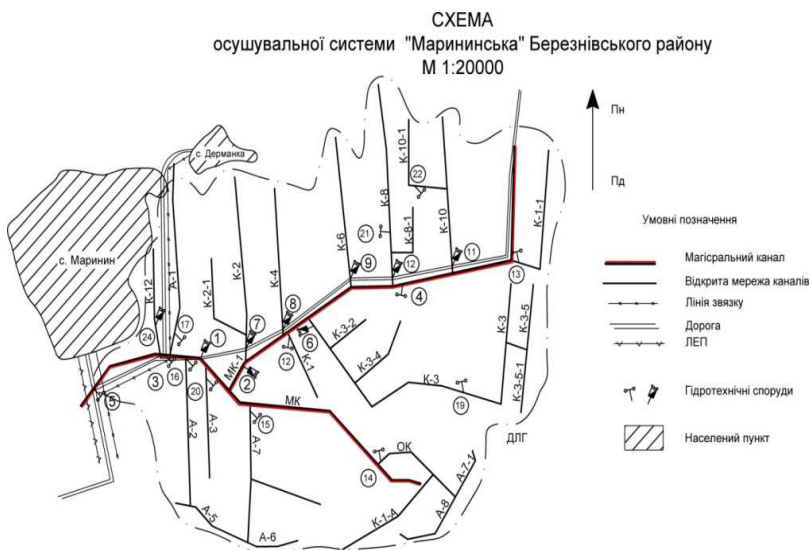 СХЕМА
осушувальної системи "Марининська" Березнівського району
М 1:20000
Пн
Пд
Умовні позначення
Магісральний канал
Відкрита мережа каналів
Лінія звязку
Дорога
ЛЕП
Гідротехнічні споруди
Населений пункт
с. Дерманка
с. Маринин
К-12
А-1
К-2-1
К-2
К-4
К-6
К-8
К-8-1
К-10-1
К-10
К-1-1
22
21
9
12
11
13
4
24
17
1
7
8
6
12
К-1
К-3-2
К-3-4
К-3
К-3
К-3-5
К-3-5-1
19
5
3
16
20
МК-1
2
МК
А-2
А-3
А-7
15
14
ОК
ДЛГ
А-7-1
А-8
К-1-А
А-5
А-6